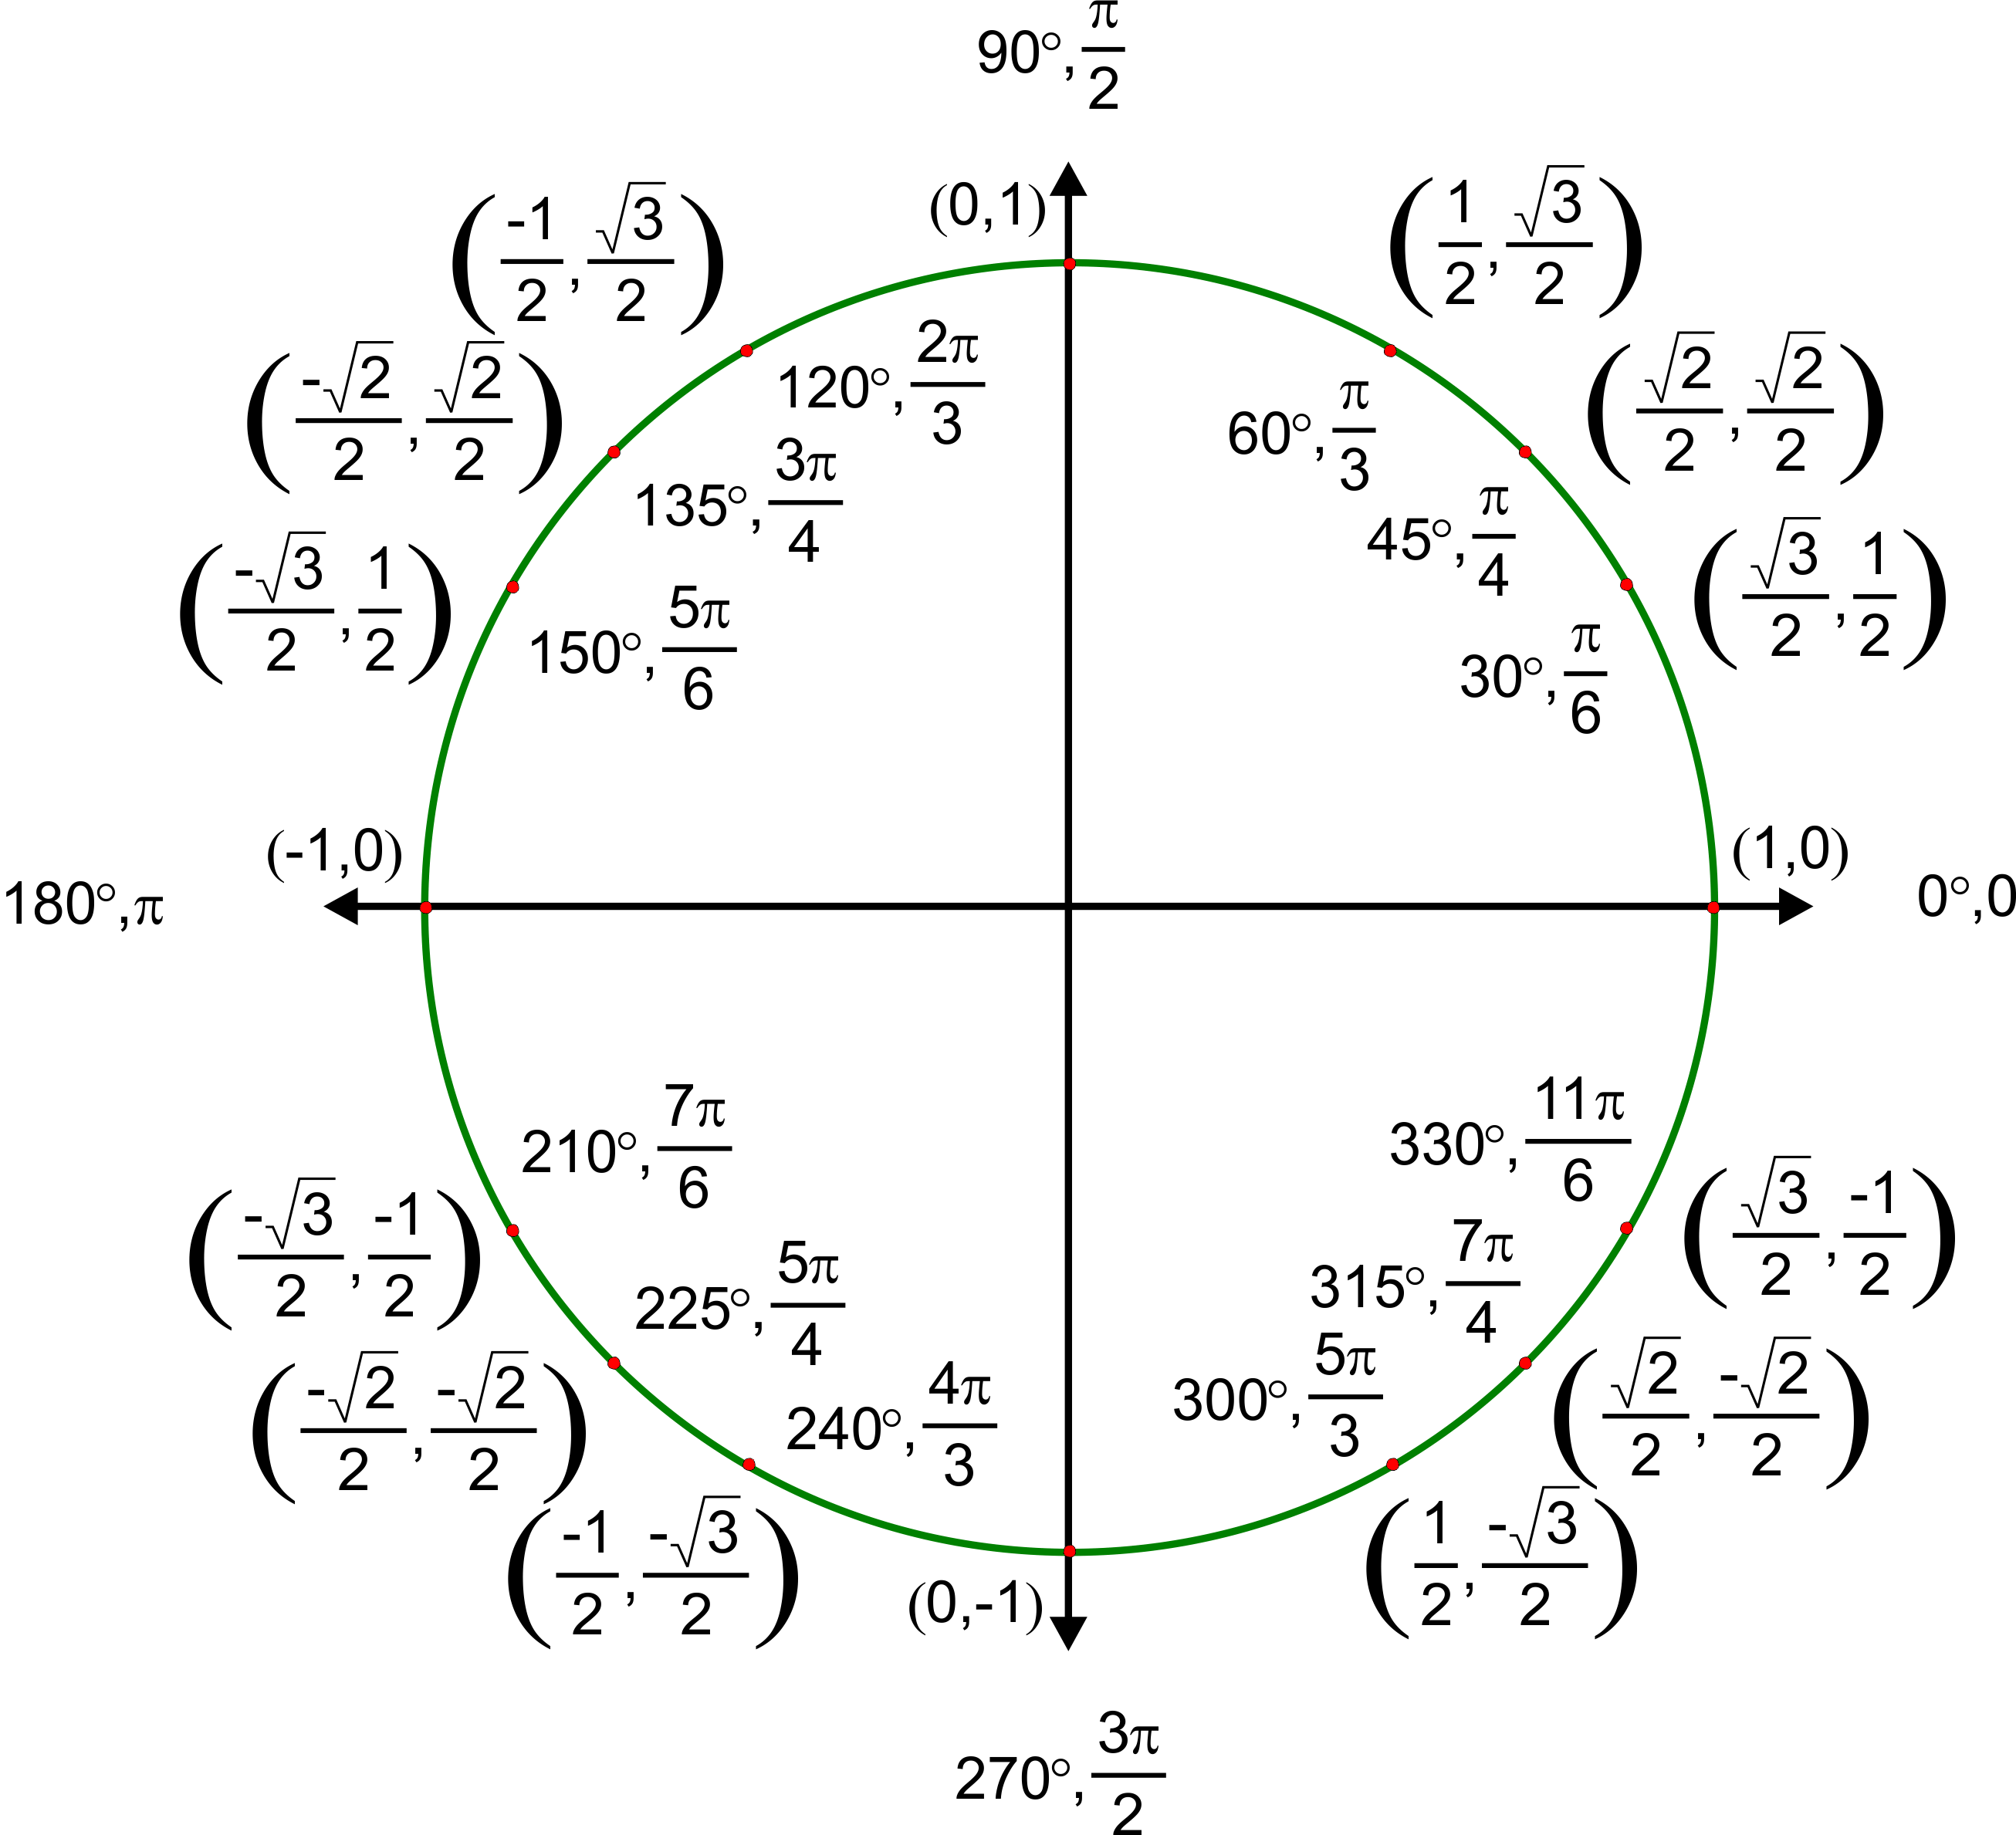 90°, π/2
(0,1)
(1/2, √3/2)
(-1/2, √3/2)
(√2/2, √2/2)
(-√2/2, √2/2)
120°, 2π/3
60°, π/3
135°, 3π/4
45°, π/4
(√3/2, 1/2)
(-√3/2, 1/2)
150°, 5π/6
30°, π/6
(-1,0)
(1,0)
180°,π
0°,0
210°, 7π/6
330°, 11π/6
(-√3/2, -1/2)
(√3/2, -1/2)
225°, 5π/4
315°, 7π/4
(-√2/2, -√2/2)
240°, 4π/3
300°, 5π/3
(√2/2, -√2/2)
(-1/2, -√3/2)
(1/2, -√3/2)
(0,-1)
270°, 3π/2